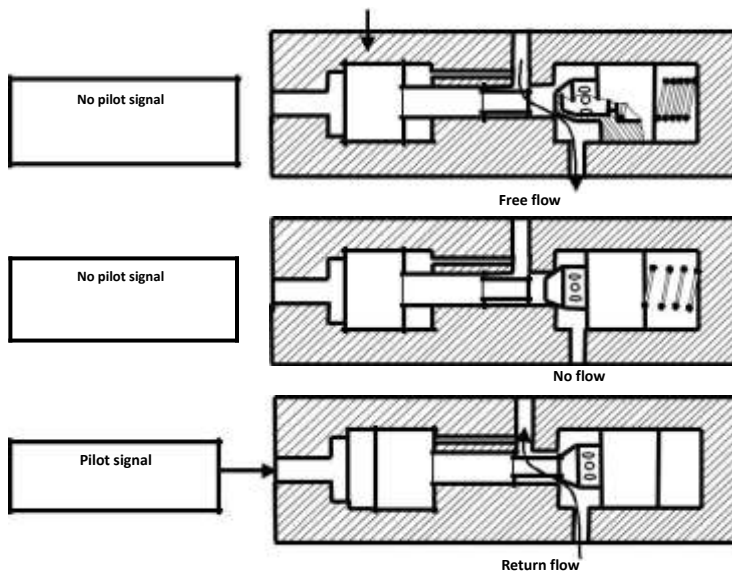 No pilot signal
Free flow
No pilot signal
No flow
Pilot signal
Return flow